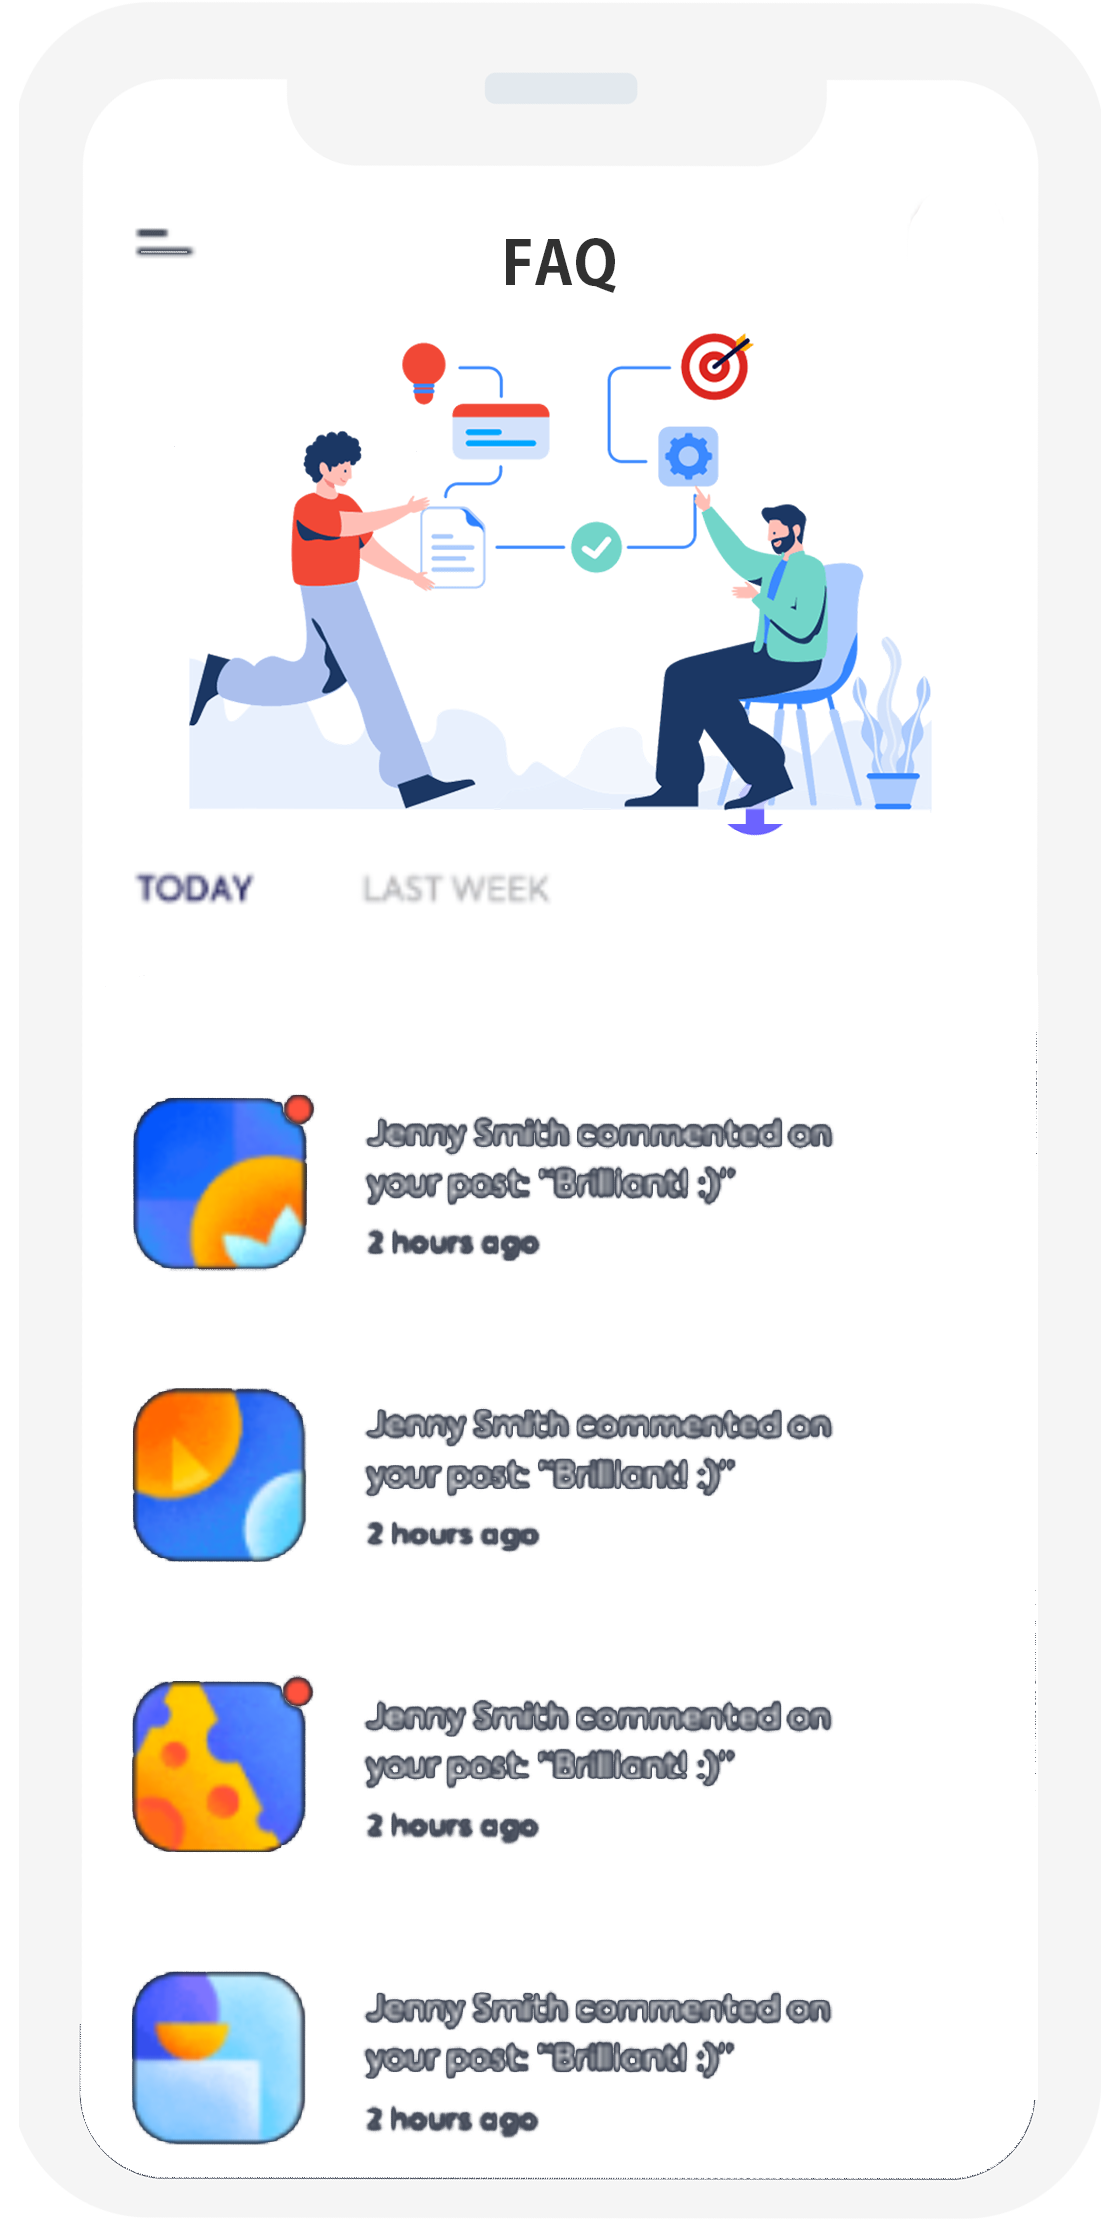 FAQ
TODAY
LAST WEEK
Jenny Smith commented on
your post: “Brilliant! :)”
2 hours ago
Jenny Smith commented on
your post: “Brilliant! :)”
2 hours ago
Jenny Smith commented on
your post: “Brilliant! :)”
2 hours ago
Jenny Smith commented on
your post: “Brilliant! :)”
2 hours ago